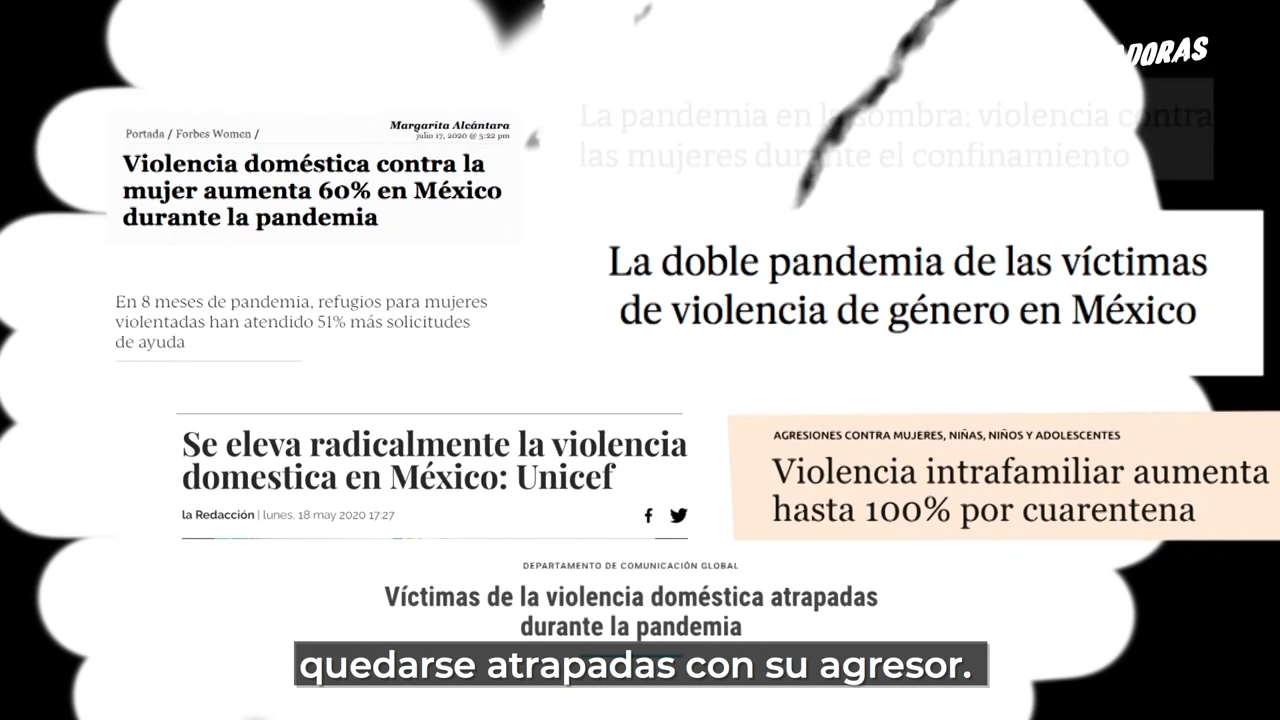 ADORAS
Portada / Forbes Women /
Margarita Alcántara
julio 17, 2020 @ 5:22 pm
Violencia doméstica contra la
mujer aumenta 60% en México
durante la pandemia
La pandemia en la sombra: violencia contra
las mujeres durante el confinamiento
La doble pandemia de las víctimas
de violencia de género en México
En 8 meses de pandemia, refugios para mujeres
violentadas han atendido 51% más solicitudes
de ayuda
Se eleva radicalmente la violencia
domestica en México: Unicef
la Redacción | lunes. 18 may 2020 17:27
AGRESIONES CONTRA MUJERES, NIÑAS, NIÑOS Y ADOLESCENTES
Violencia intrafamiliar aumenta
hasta 100% por cuarentena
DEPARTAMENTO DE COMUNICACIÓN GLOBAL
Víctimas de la violencia doméstica atrapadas
durante la pandemia
quedarse atrapadas con su agresor.